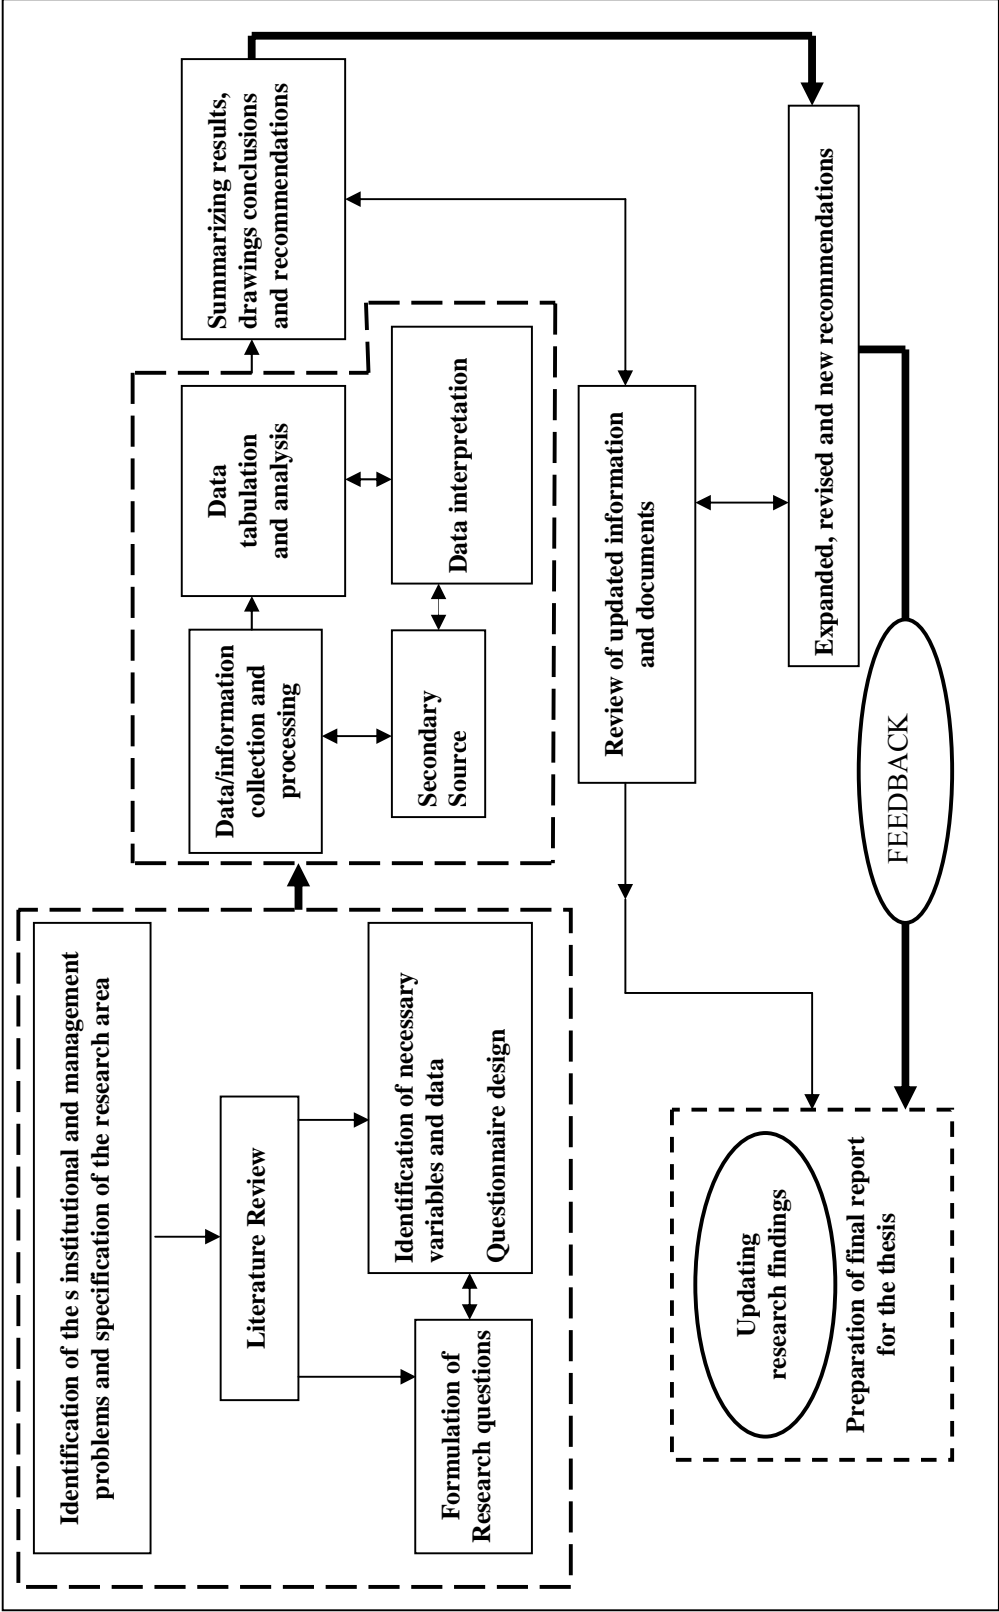 Identification of the s institutional and management
problems and specification of the research area
Literature Review
Formulation of
Research questions
Identification of necessary
variables and data
Questionnaire design
Data/information
collection and
processing
Secondary
Source
Data
tabulation
and analysis
Data interpretation
Summarizing results,
drawings conclusions
and recommendations
Review of updated information
and documents
Expanded, revised and new recommendations
FEEDBACK
Updating
research findings
Preparation of final report
for the thesis